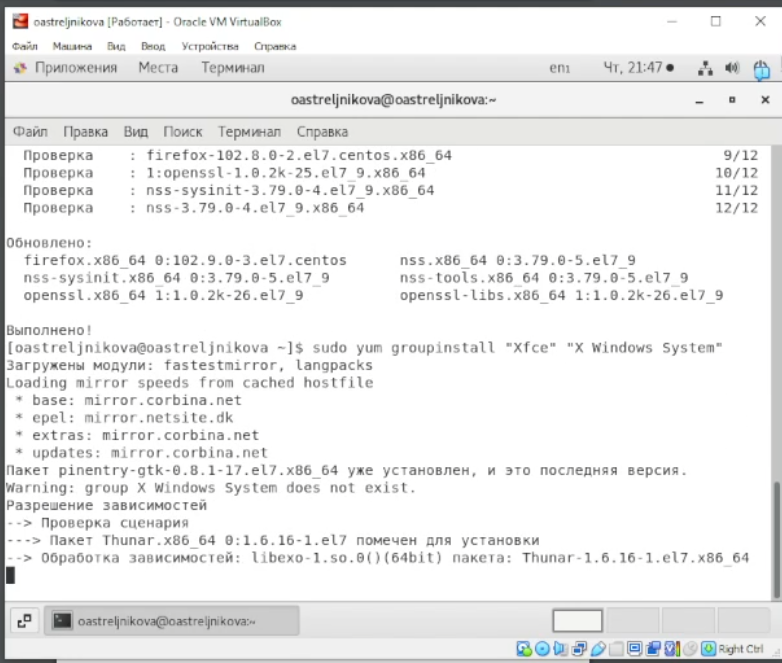 oastreljnikova [Работает] - Oracle VM VirtualBox
Файл Машина Вид Ввод Устройства Справка
Приложения Места Терминал en₁ Чт, 21:47
oastreljnikova@oastreljnikova:~
Файл Правка Вид Поиск Терминал Справка
Проверка : firefox-102.8.0-2.el7.centos.x86_64 9/12
Проверка : 1:openssl-1.0.2k-25.el7_9.x86_64 10/12
Проверка : nss-sysinit-3.79.0-4.el7_9.x86_64 11/12
Проверка : nss-3.79.0-4.el7_9.x86_64 12/12
Обновлено:
firefox.x86_64 0:102.9.0-3.el7.centos nss.x86_64 0:3.79.0-5.el7_9
nss-sysinit.x86_64 0:3.79.0-5.el7_9 nss-tools.x86_64 0:3.79.0-5.el7_9
openssl.x86_64 1:1.0.2k-26.el7_9 openssl-libs.x86_64 1:1.0.2k-26.el7_9
Выполнено!
[oastreljnikova@oastreljnikova ~]$ sudo yum groupinstall "Xfce" "X Windows System"
Загружены модули: fastestmirror, langpacks
Loading mirror speeds from cached hostfile
* base: mirror.corbina.net
* epel: mirror.netsite.dk
* extras: mirror.corbina.net
* updates: mirror.corbina.net
Пакет pinentry-gtk-0.8.1-17.el7.x86_64 уже установлен, и это последняя версия.
Warning: group X Windows System does not exist.
Разрешение зависимостей
--> Проверка сценария
---> Пакет Thunar.x86_64 0:1.6.16-1.el7 помечен для установки
--> Обработка зависимостей: libexo-1.so.0()(64bit) пакета: Thunar-1.6.16-1.el7.x86_64
oastreljnikova@oastreljnikova:~
Right Ctrl